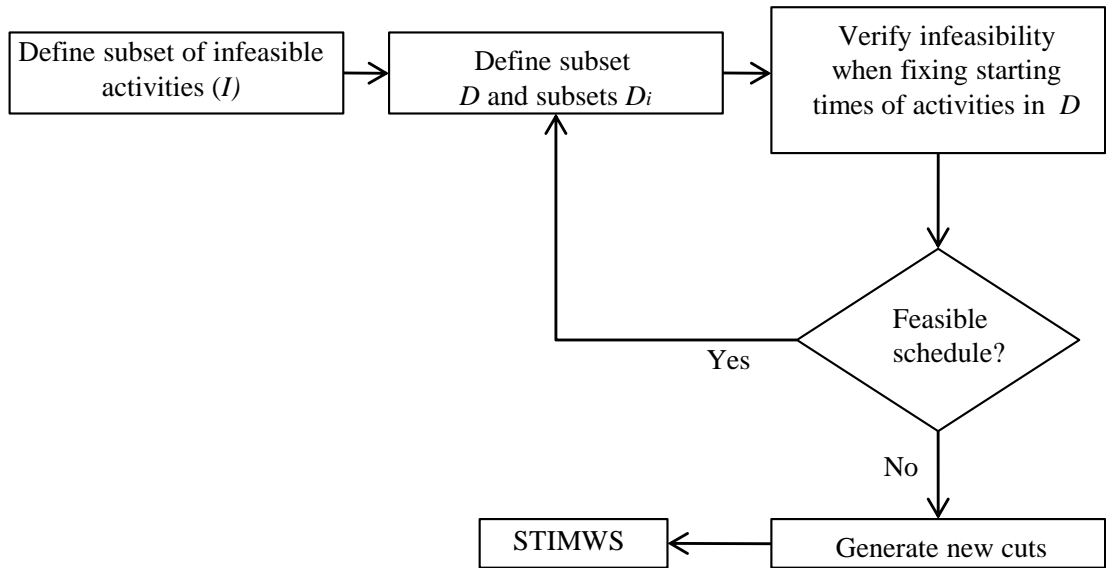 Define subset of infeasible
activities (I)
Define subset
D and subsets Di
Verify infeasibility
when fixing starting
times of activities in D
Feasible
schedule?
Yes
No
Generate new cuts
STIMWS